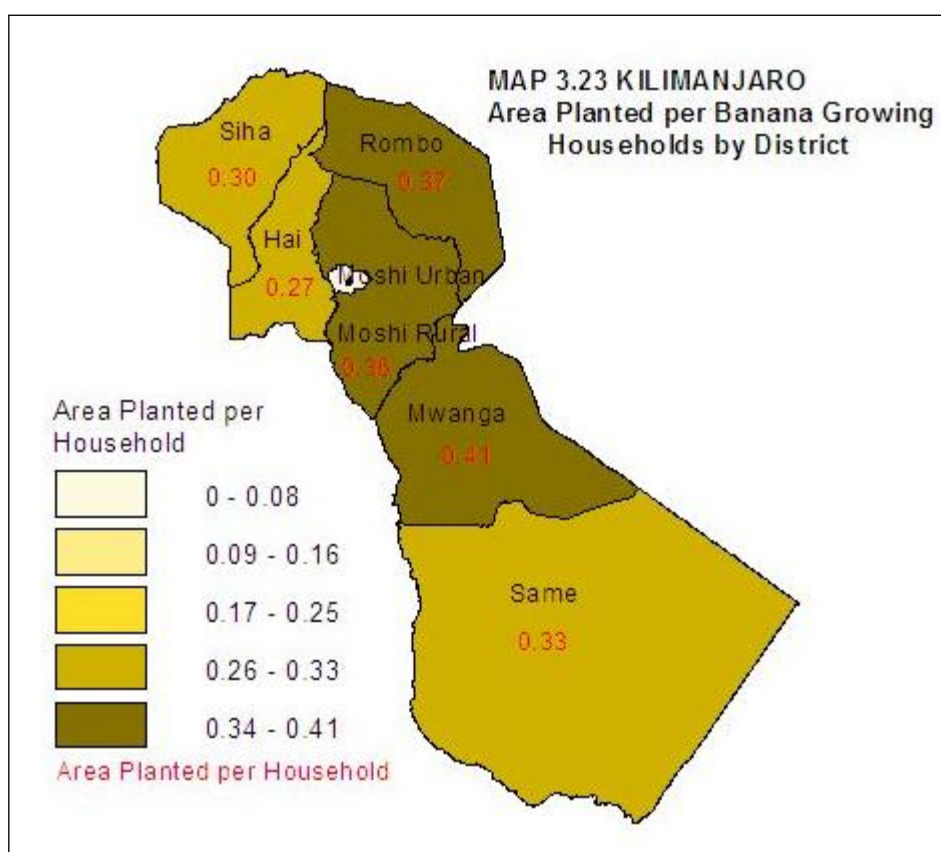 MAP 3.23 KILIMANJARO
Area Planted per Banana Growing
Households by District
Siha
0.30
Rombo
0.37
Hai
0.27
Moshi Urban
Moshi Rural
0.36
Mwanga
0.41
Same
0.33
Area Planted per
Household
0 - 0.08
0.09 - 0.16
0.17 - 0.25
0.26 - 0.33
0.34 - 0.41
Area Planted per Household